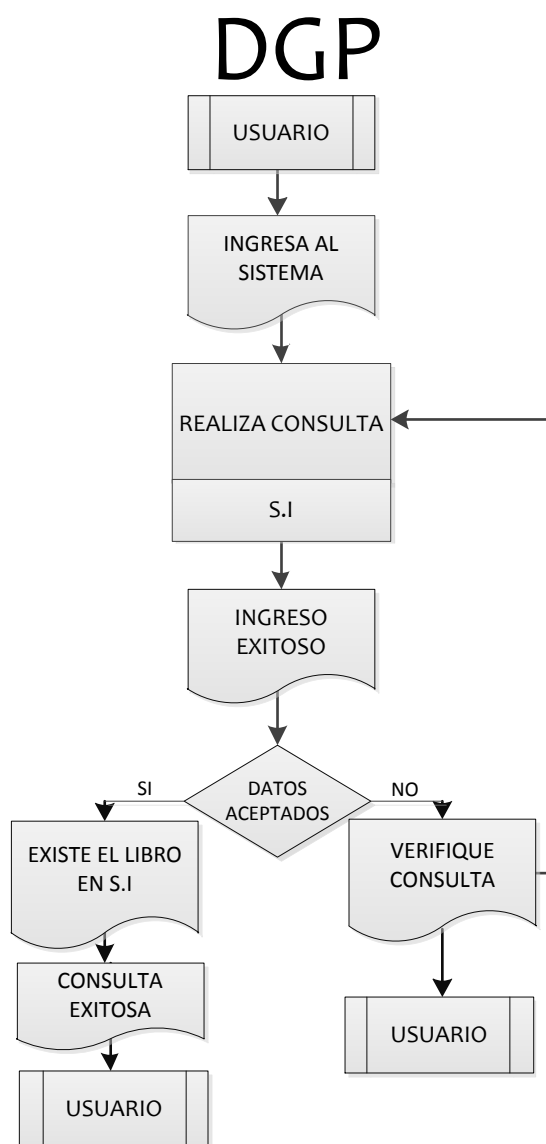 DGP
USUARIO
INGRESA AL
SISTEMA
REALIZA CONSULTA
S.I
INGRESO
EXITOSO
DATOS
ACEPTADOS
SI
NO
EXISTE EL LIBRO
EN S.I
VERIFIQUE
CONSULTA
CONSULTA
EXITOSA
USUARIO
USUARIO